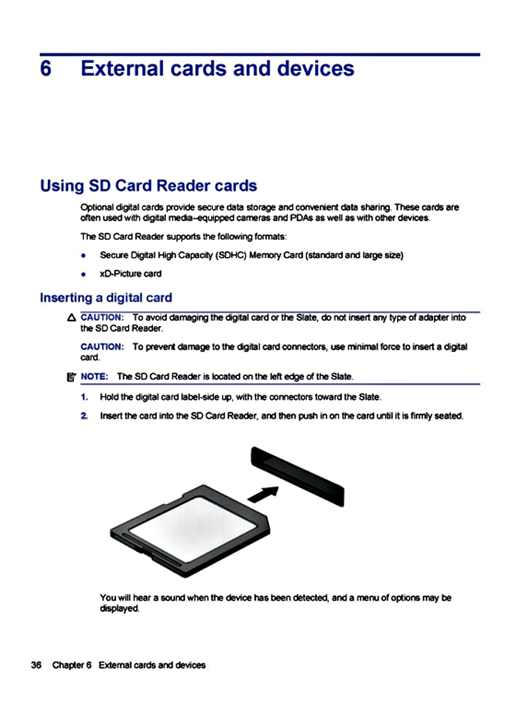 6 External cards and devices
Using SD Card Reader cards
Optional digital cards provide secure data storage and convenient data sharing. These cards are
often used with digital media–equipped cameras and PDAs as well as with other devices.
The SD Card Reader supports the following formats:
● Secure Digital High Capacity (SDHC) Memory Card (standard and large size)
● xD-Picture card
Inserting a digital card
CAUTION: To avoid damaging the digital card or the Slate, do not insert any type of adapter into
the SD Card Reader.
CAUTION: To prevent damage to the digital card connectors, use minimal force to insert a digital
card.
NOTE: The SD Card Reader is located on the left edge of the Slate.
1. Hold the digital card label-side up, with the connectors toward the Slate.
2. Insert the card into the SD Card Reader, and then push in on the card until it is firmly seated.
You will hear a sound when the device has been detected, and a menu of options may be
displayed.
36 Chapter 6 External cards and devices